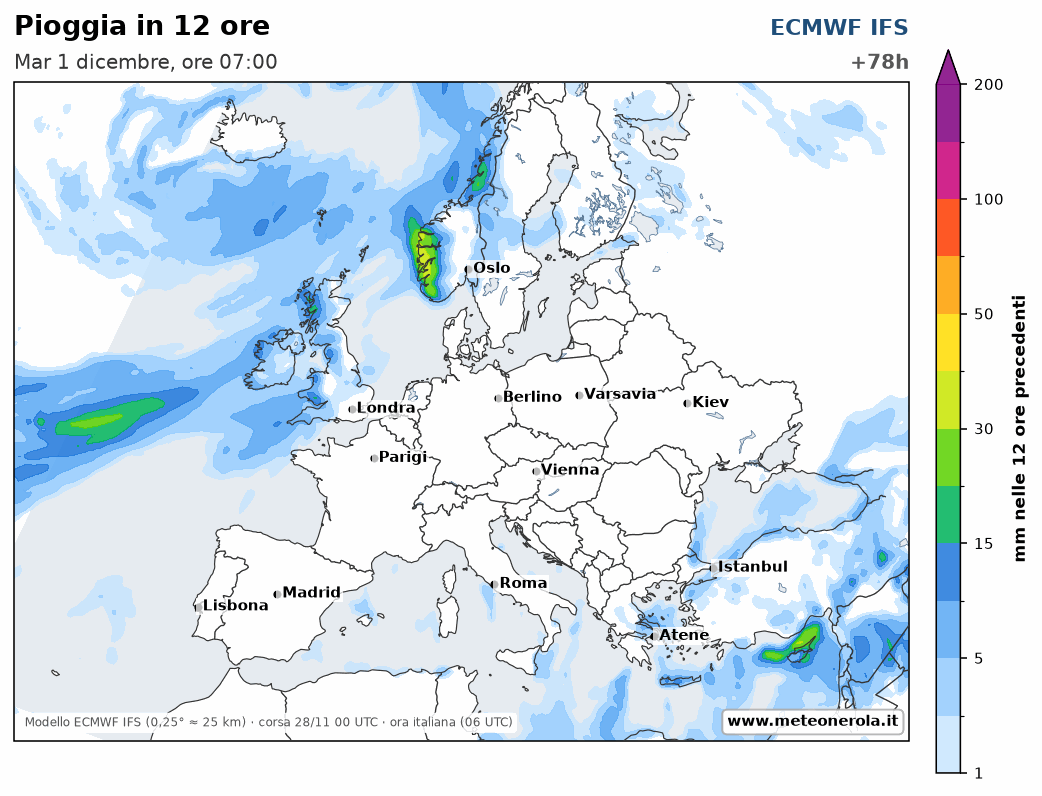 Pioggia in 12 ore
ECMWF IFS
Mar 1 dicembre, ore 07:00
+78h
200
100
50
30
15
5
1
mm nelle 12 ore precedenti
Oslo
Londra
Berlino
Varsavia
Kiev
Parigi
Vienna
Istanbul
Roma
Madrid
Lisbona
Atene
Modello ECMWF IFS (0,25° ≈ 25 km) · corsa 28/11 00 UTC · ora italiana (06 UTC)
www.meteonerola.it